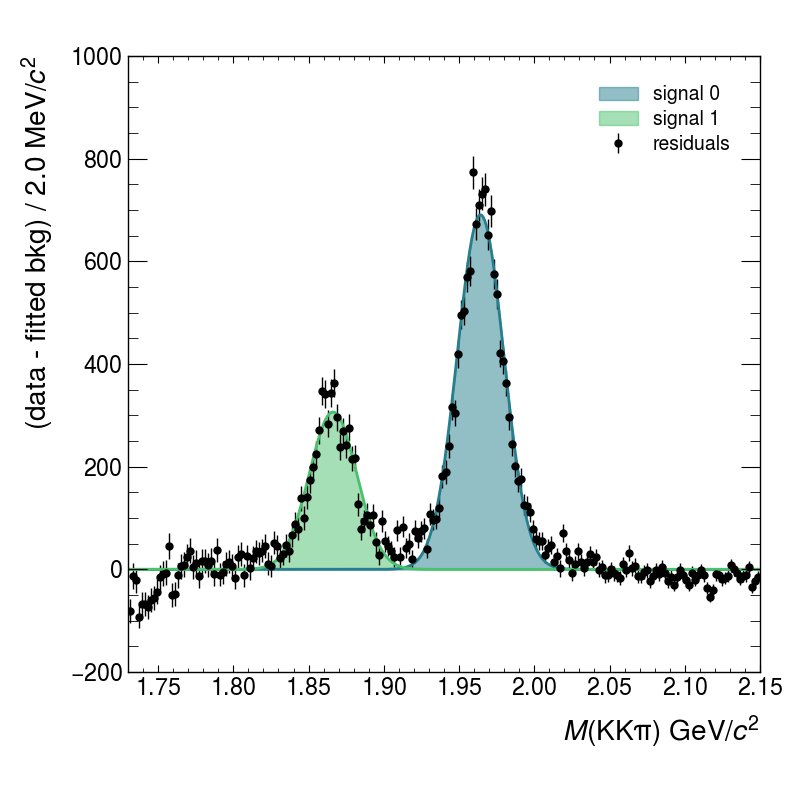 (data - fitted bkg) / 2.0 MeV/c²
1000
800
600
400
200
0
−200
signal 0
signal 1
residuals
1.75 1.80 1.85 1.90 1.95 2.00 2.05 2.10 2.15
M(KKπ) GeV/c²